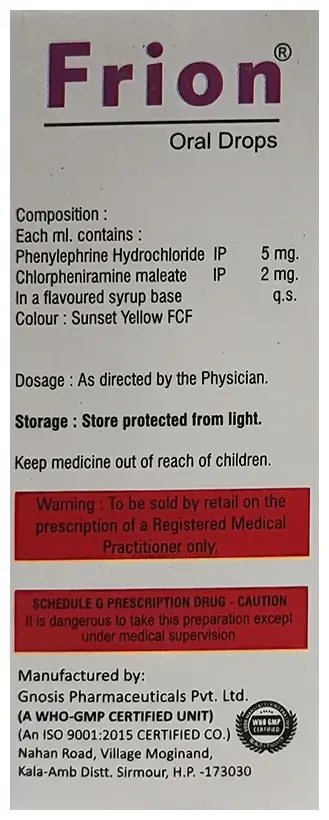 Frion®
Oral Drops
Composition :
Each ml. contains :
Phenylephrine Hydrochloride IP 5 mg.
Chlorpheniramine maleate IP 2 mg.
In a flavoured syrup base q.s.
Colour : Sunset Yellow FCF
Dosage : As directed by the Physician.
Storage : Store protected from light.
Keep medicine out of reach of children.
Warning : To be sold by retail on the
prescription of a Registered Medical
Practitioner only.
SCHEDULE G PRESCRIPTION DRUG - CAUTION
It is dangerous to take this preparation except
under medical supervision
Manufactured by:
Gnosis Pharmaceuticals Pvt. Ltd.
(A WHO-GMP CERTIFIED UNIT)
(An ISO 9001:2015 CERTIFIED CO.)
Nahan Road, Village Moginand,
Kala-Amb Distt. Sirmour, H.P. -173030
WHO GMP
CERTIFIED